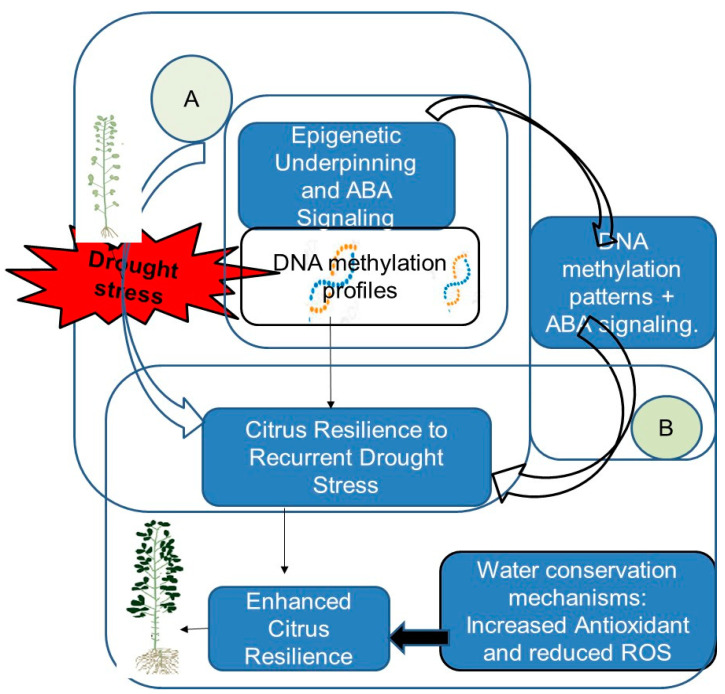 A
Epigenetic
Underpinning
and ABA
Signaling
Drought
stress
DNA methylation
profiles
DNA
methylation
patterns +
ABA signaling.
B
Citrus Resilience to
Recurrent Drought
Stress
Enhanced
Citrus
Resilience
Water conservation
mechanisms:
Increased Antioxidant
and reduced ROS